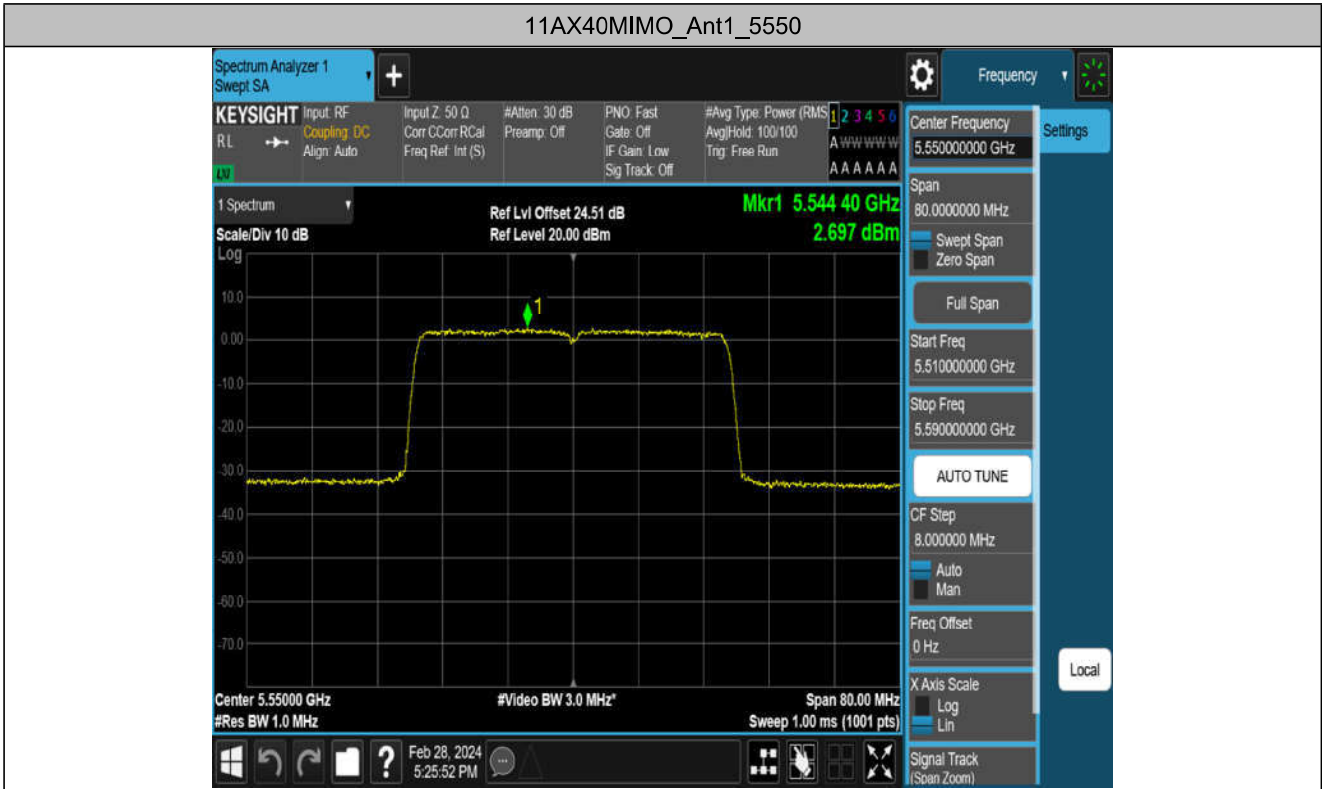 11AX40MIMO_Ant1_5550
Spectrum Analyzer 1
Swept SA
+
Frequency
KEYSIGHT
RL
LXI
Input: RF
Coupling: DC
Align: Auto
Input Z: 50 Ω
Corr CCorr RCal
Freq Ref: Int (S)
#Atten: 30 dB
Preamp: Off
PNO: Fast
Gate: Off
IF Gain: Low
Sig Track: Off
#Avg Type: Power (RMS
Avg|Hold: 100/100
Trig: Free Run
1 2 3 4 5 6
A W W W W W
A A A A A A
1 Spectrum
Scale/Div 10 dB
Log
Ref Lvl Offset 24.51 dB
Ref Level 20.00 dBm
Mkr1 5.544 40 GHz
2.697 dBm
10.0
1
0.00
-10.0
-20.0
-30.0
-40.0
-50.0
-60.0
-70.0
Center 5.55000 GHz
#Res BW 1.0 MHz
#Video BW 3.0 MHz*
Span 80.00 MHz
Sweep 1.00 ms (1001 pts)
Center Frequency
5.550000000 GHz
Settings
Span
80.0000000 MHz
Swept Span
Zero Span
Full Span
Start Freq
5.510000000 GHz
Stop Freq
5.590000000 GHz
AUTO TUNE
CF Step
8.000000 MHz
Auto
Man
Freq Offset
0 Hz
X Axis Scale
Log
Lin
Local
Signal Track
(Span Zoom)
?
Feb 28, 2024
5:25:52 PM